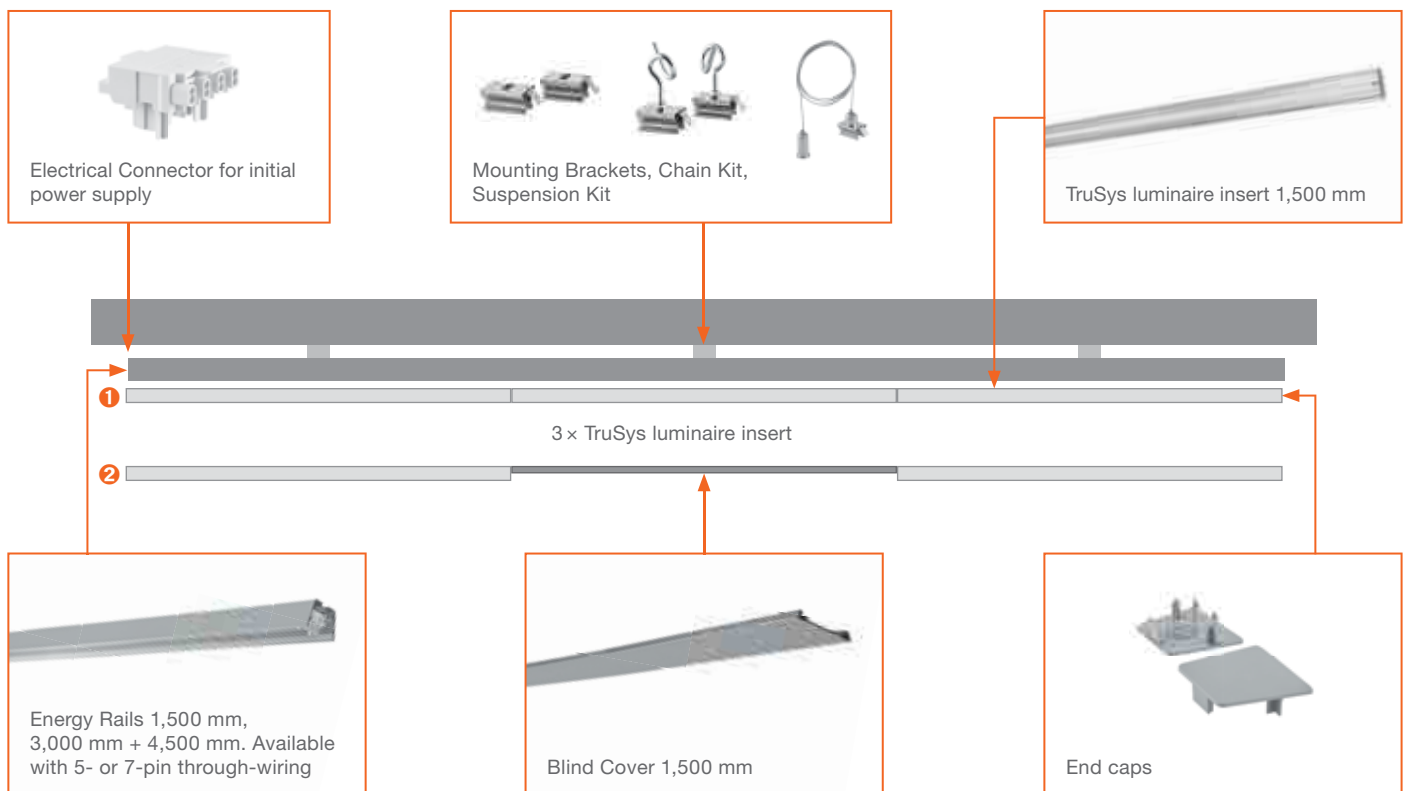 Electrical Connector for initial
power supply
Mounting Brackets, Chain Kit,
Suspension Kit
TruSys luminaire insert 1,500 mm
1
3 × TruSys luminaire insert
2
Energy Rails 1,500 mm,
3,000 mm + 4,500 mm. Available
with 5- or 7-pin through-wiring
Blind Cover 1,500 mm
End caps